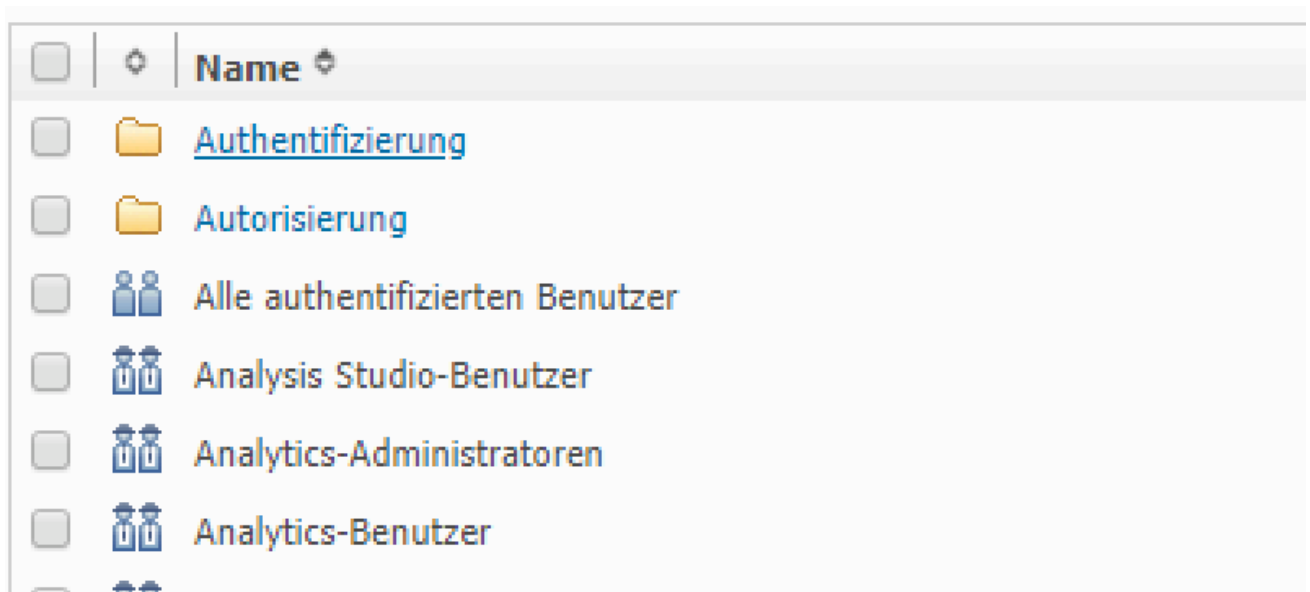 Name
Authentifizierung
Autorisierung
Alle authentifizierten Benutzer
Analysis Studio-Benutzer
Analytics-Administratoren
Analytics-Benutzer